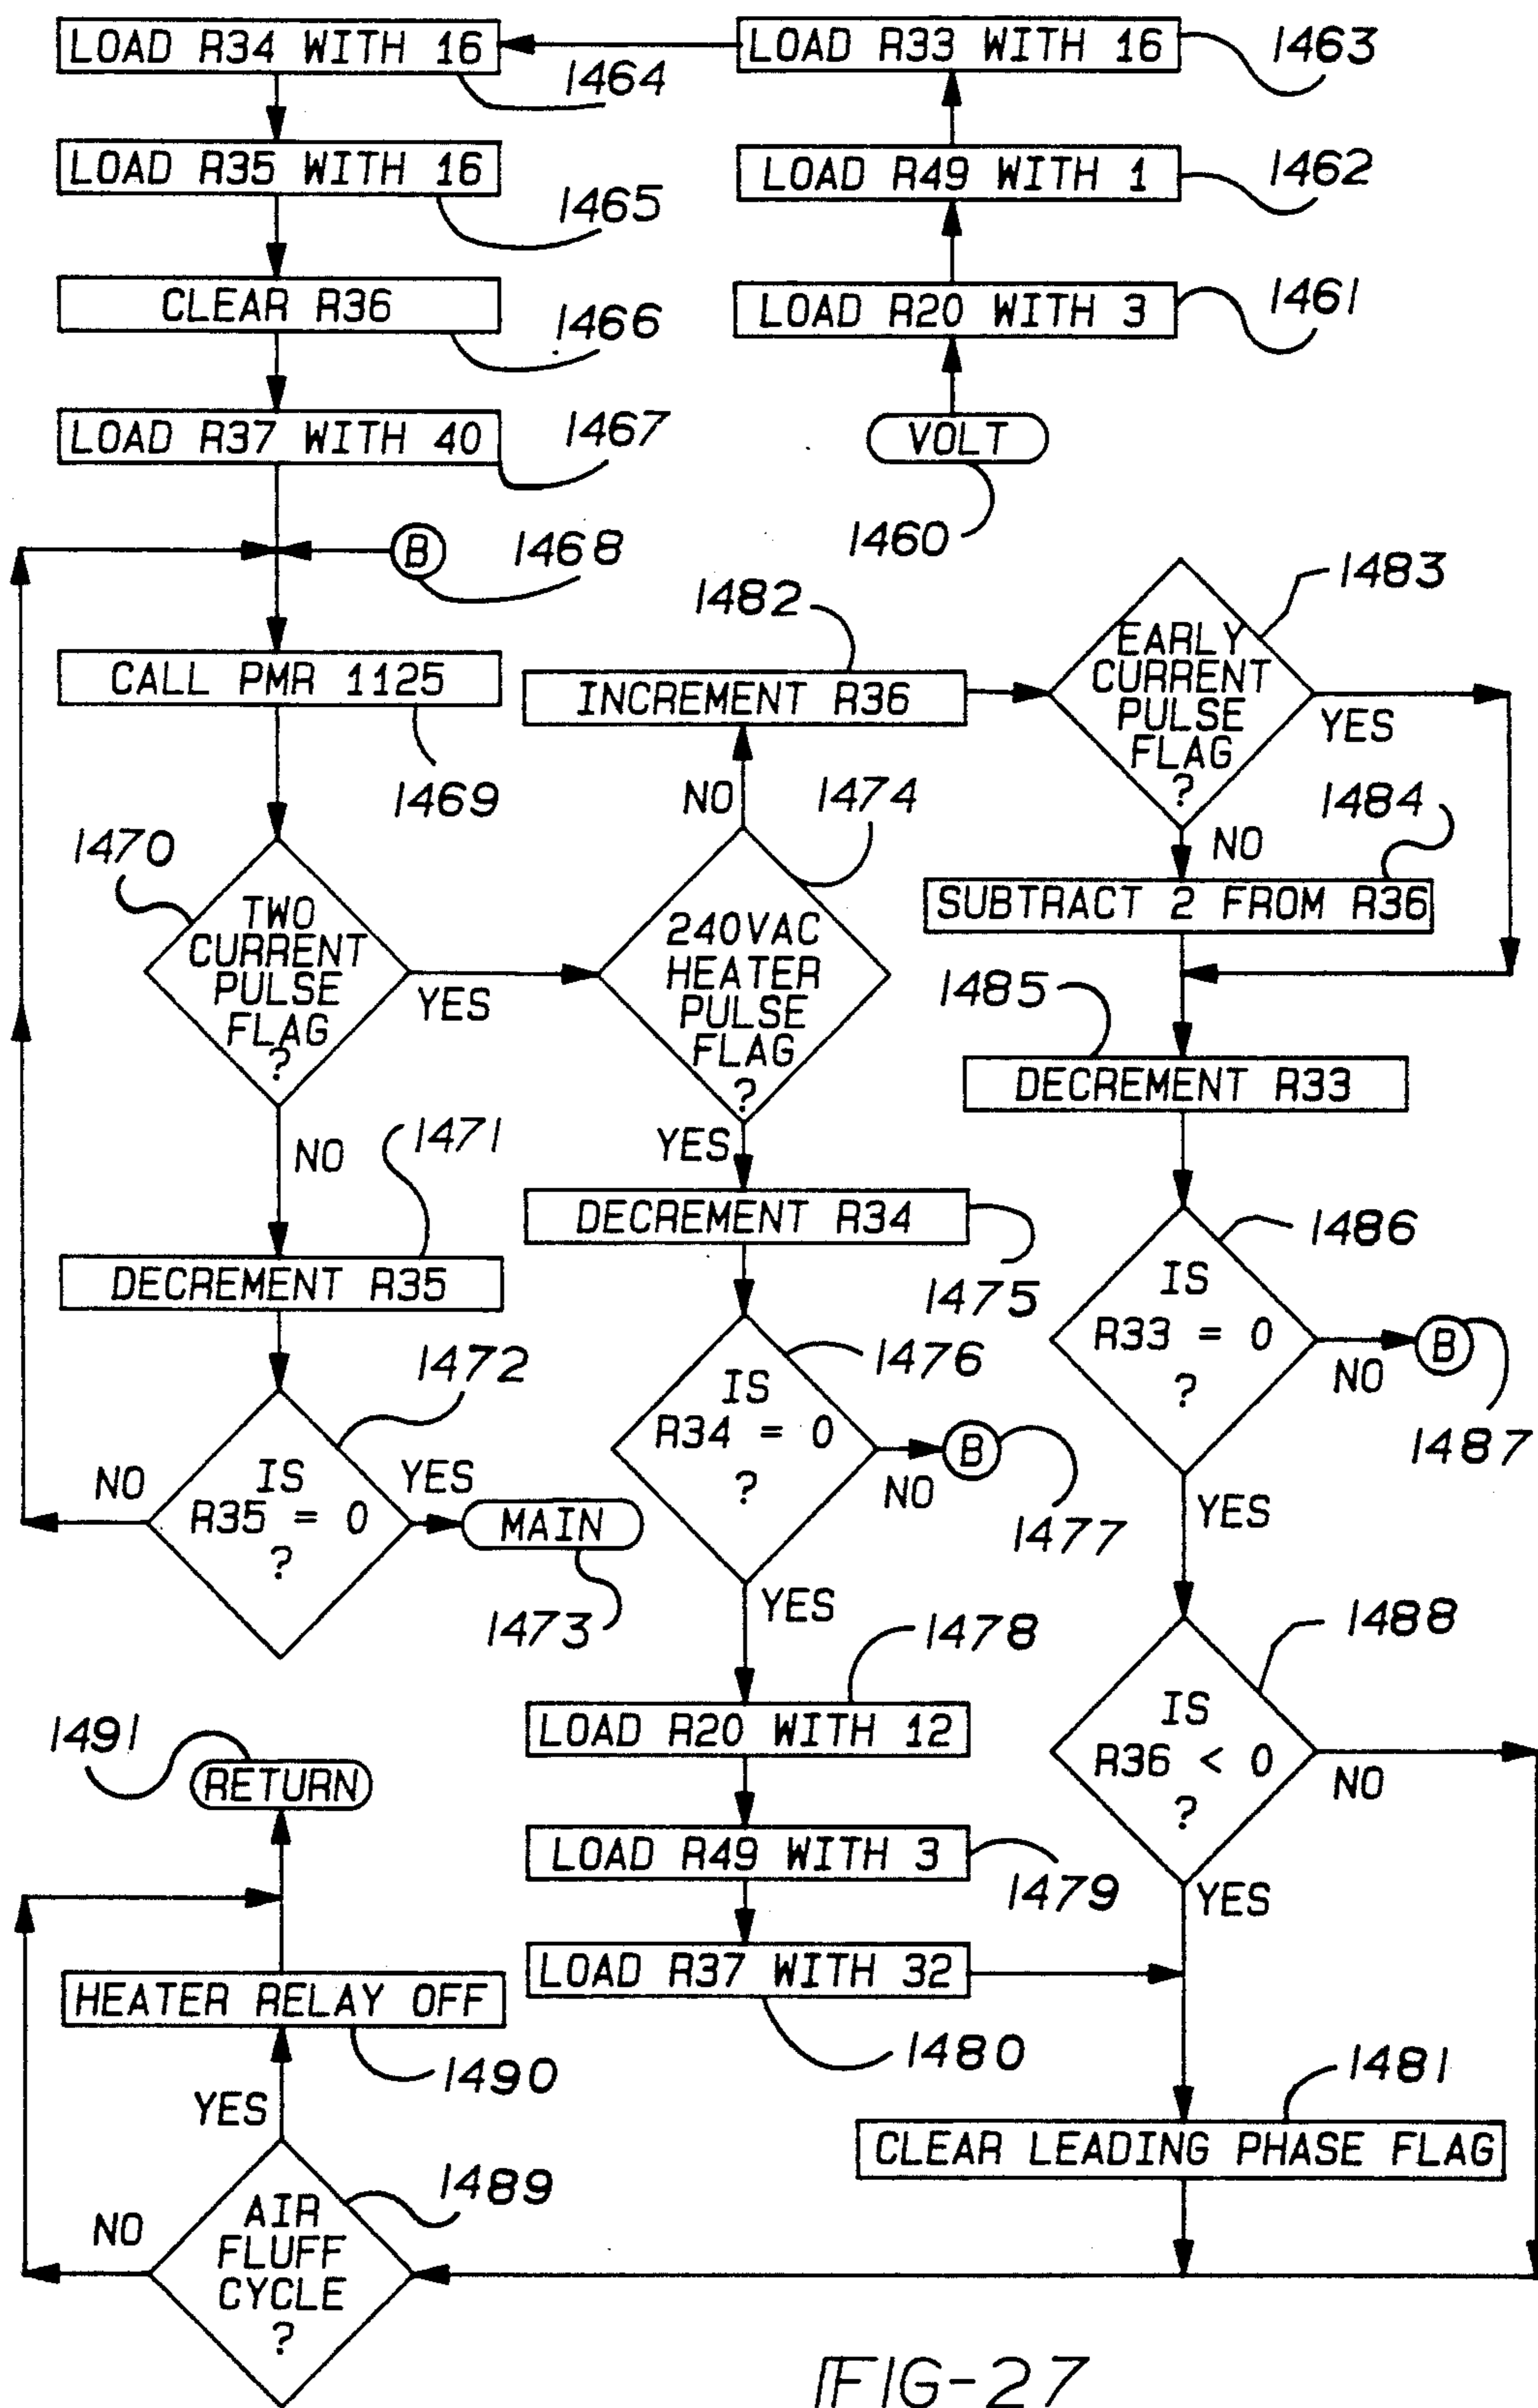 LOAD R34 WITH 16
1464
LOAD R33 WITH 16
1463
LOAD R35 WITH 16
1465
LOAD R49 WITH 1
1462
CLEAR R36
1466
LOAD R20 WITH 3
1461
LOAD R37 WITH 40
1467
VOLT
1460
B
1468
CALL PMR 1125
1469
1482
INCREMENT R36
1483
EARLY
CURRENT
PULSE
FLAG
?
YES
NO
1484
SUBTRACT 2 FROM R36
1470
TWO
CURRENT
PULSE
FLAG
?
YES
NO
1474
NO
240VAC
HEATER
PULSE
FLAG
?
YES
1485
DECREMENT R33
1471
DECREMENT R35
DECREMENT R34
1475
1486
IS
R33 = 0
?
NO
B
1487
YES
1472
IS
R35 = 0
?
NO
YES
MAIN
1473
1476
IS
R34 = 0
?
NO
B
1477
YES
1478
LOAD R20 WITH 12
1488
IS
R36 < 0
?
NO
YES
1491
RETURN
LOAD R49 WITH 3
1479
LOAD R37 WITH 32
1480
HEATER RELAY OFF
1490
YES
1481
CLEAR LEADING PHASE FLAG
1489
AIR
FLUFF
CYCLE
?
NO
FIG-27